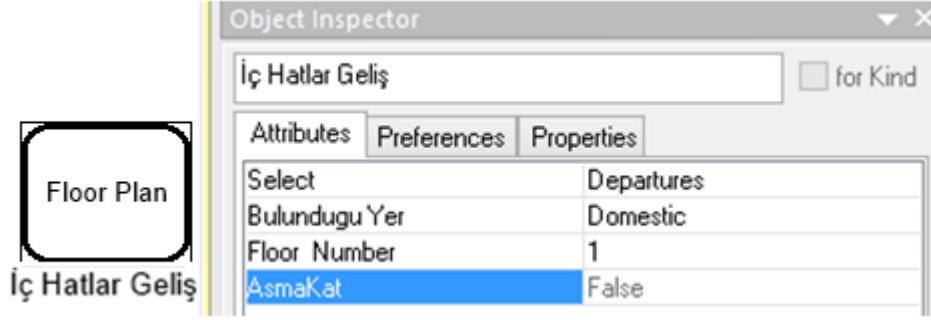 Floor Plan
İç Hatlar Geliş
Object Inspector
İç Hatlar Geliş
for Kind
Attributes Preferences Properties
Select Departures
Bulundugu Yer Domestic
Floor Number 1
AsmaKat False